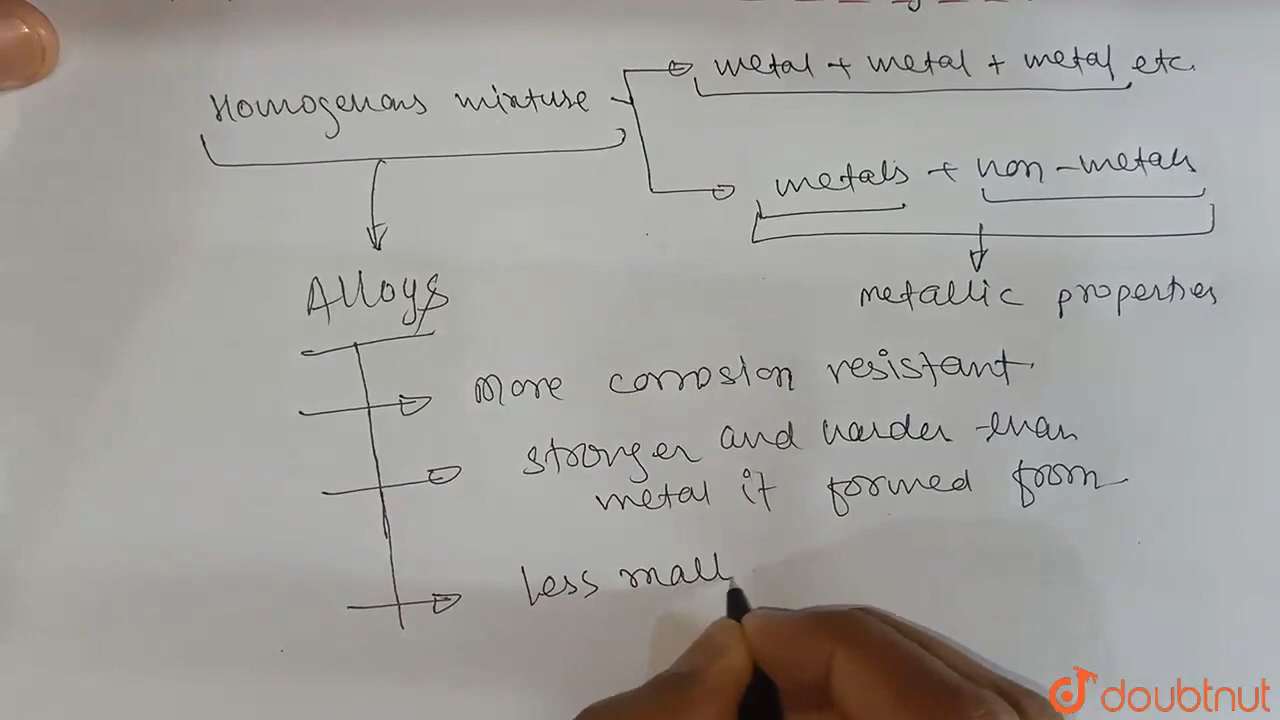 metal + metal + metal etc.
Homogenous mixture
metals + non-metals
metallic properties
Alloys
more corrosion resistant
stronger and harder than
metal it formed from
less mall
doubtnut